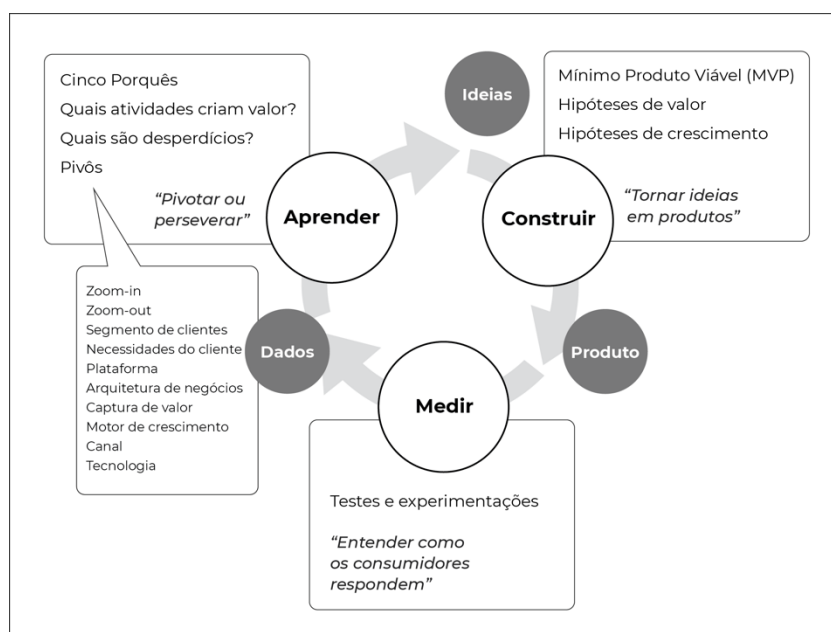 Cinco Porquês
Quais atividades criam valor?
Quais são desperdícios?
Pivôs
“Pivotar ou
perseverar”
Aprender
Ideias
Mínimo Produto Viável (MVP)
Hipóteses de valor
Hipóteses de crescimento
“Tornar ideias
em produtos”
Construir
Zoom-in
Zoom-out
Segmento de clientes
Necessidades do cliente
Plataforma
Arquitetura de negócios
Captura de valor
Motor de crescimento
Canal
Tecnologia
Dados
Produto
Medir
Testes e experimentações
“Entender como
os consumidores
respondem”